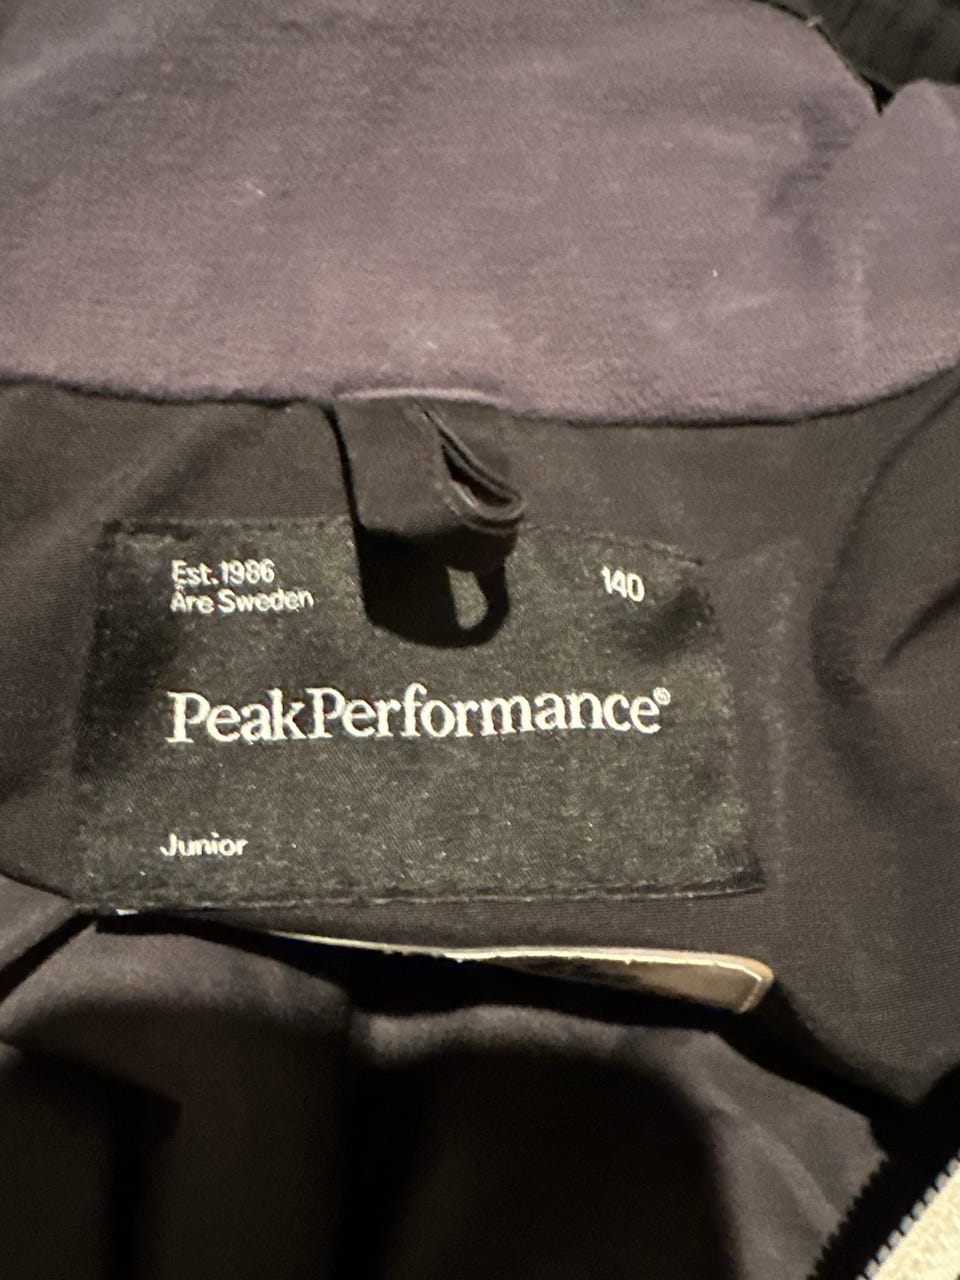 Est. 1986
Åre Sweden
140
PeakPerformance®
Junior